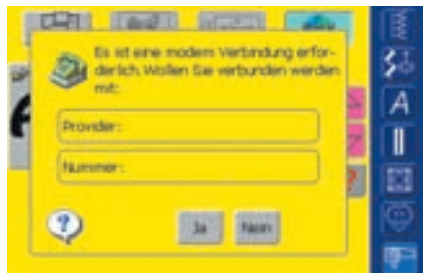 Es ist eine modem Verbindung erfor-
derlich. Wollen Sie verbunden werden
mit:
Provider:
Nummer:
Ja
Nein
A
?
?